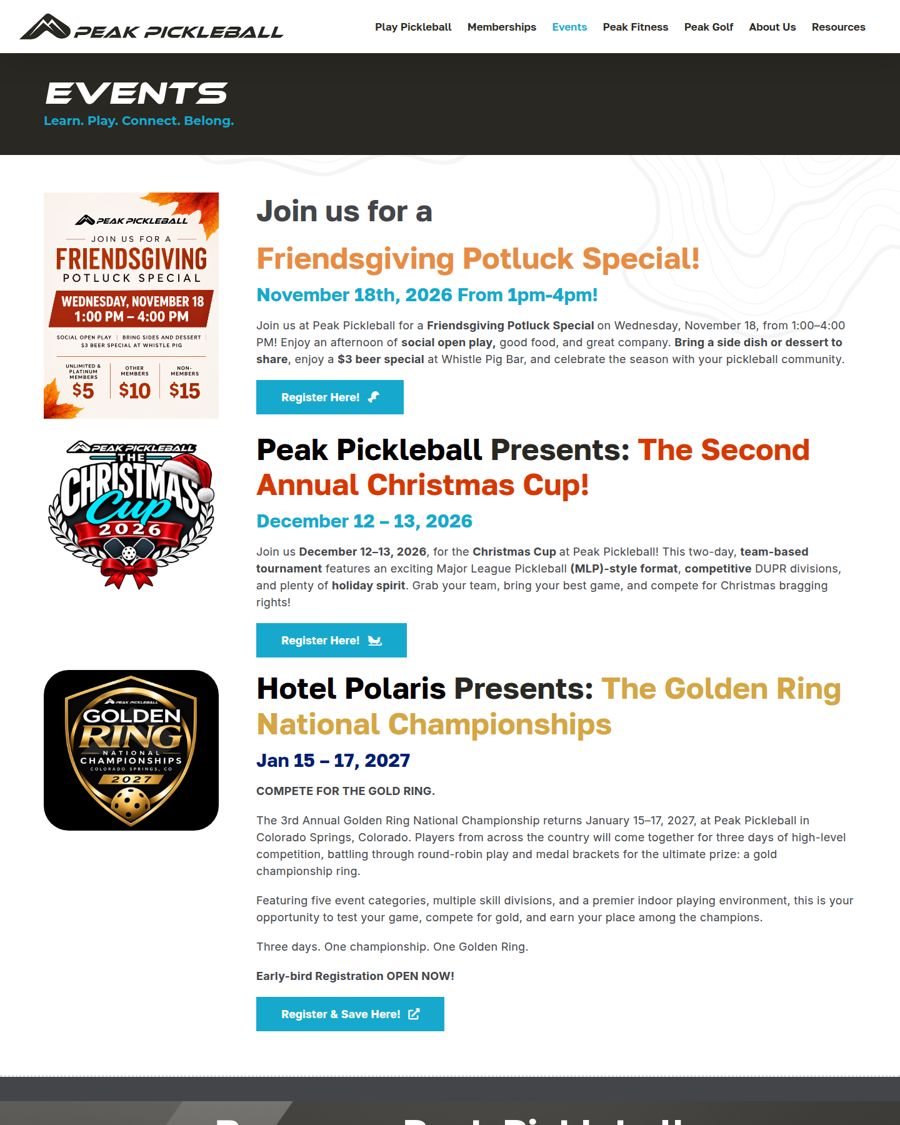 PEAK PICKLEBALL
Play Pickleball Memberships Events Peak Fitness Peak Golf About Us Resources
EVENTS
Learn. Play. Connect. Belong.
PEAK PICKLEBALL
JOIN US FOR A
FRIENDSGIVING
POTLUCK SPECIAL
WEDNESDAY, NOVEMBER 18
1:00 PM – 4:00 PM
SOCIAL OPEN PLAY | BRING SIDES AND DESSERT
$3 BEER SPECIAL AT WHISTLE PIG
UNLIMITED &
PLATINUM
MEMBERS
$5
OTHER
MEMBERS
$10
NON-
MEMBERS
$15
Join us for a
Friendsgiving Potluck Special!
November 18th, 2026 From 1pm-4pm!
Join us at Peak Pickleball for a Friendsgiving Potluck Special on Wednesday, November 18, from 1:00–4:00
PM! Enjoy an afternoon of social open play, good food, and great company. Bring a side dish or dessert to
share, enjoy a $3 beer special at Whistle Pig Bar, and celebrate the season with your pickleball community.
Register Here!
PEAK PICKLEBALL
THE
CHRISTMAS
Cup
2026
Peak Pickleball Presents: The Second
Annual Christmas Cup!
December 12 – 13, 2026
Join us December 12–13, 2026, for the Christmas Cup at Peak Pickleball! This two-day, team-based
tournament features an exciting Major League Pickleball (MLP)-style format, competitive DUPR divisions,
and plenty of holiday spirit. Grab your team, bring your best game, and compete for Christmas bragging
rights!
Register Here!
PEAK PICKLEBALL
GOLDEN
RING
NATIONAL
CHAMPIONSHIPS
COLORADO SPRINGS, CO
2027
Hotel Polaris Presents: The Golden Ring
National Championships
Jan 15 – 17, 2027
COMPETE FOR THE GOLD RING.
The 3rd Annual Golden Ring National Championship returns January 15–17, 2027, at Peak Pickleball in
Colorado Springs, Colorado. Players from across the country will come together for three days of high-level
competition, battling through round-robin play and medal brackets for the ultimate prize: a gold
championship ring.
Featuring five event categories, multiple skill divisions, and a premier indoor playing environment, this is your
opportunity to test your game, compete for gold, and earn your place among the champions.
Three days. One championship. One Golden Ring.
Early-bird Registration OPEN NOW!
Register & Save Here!